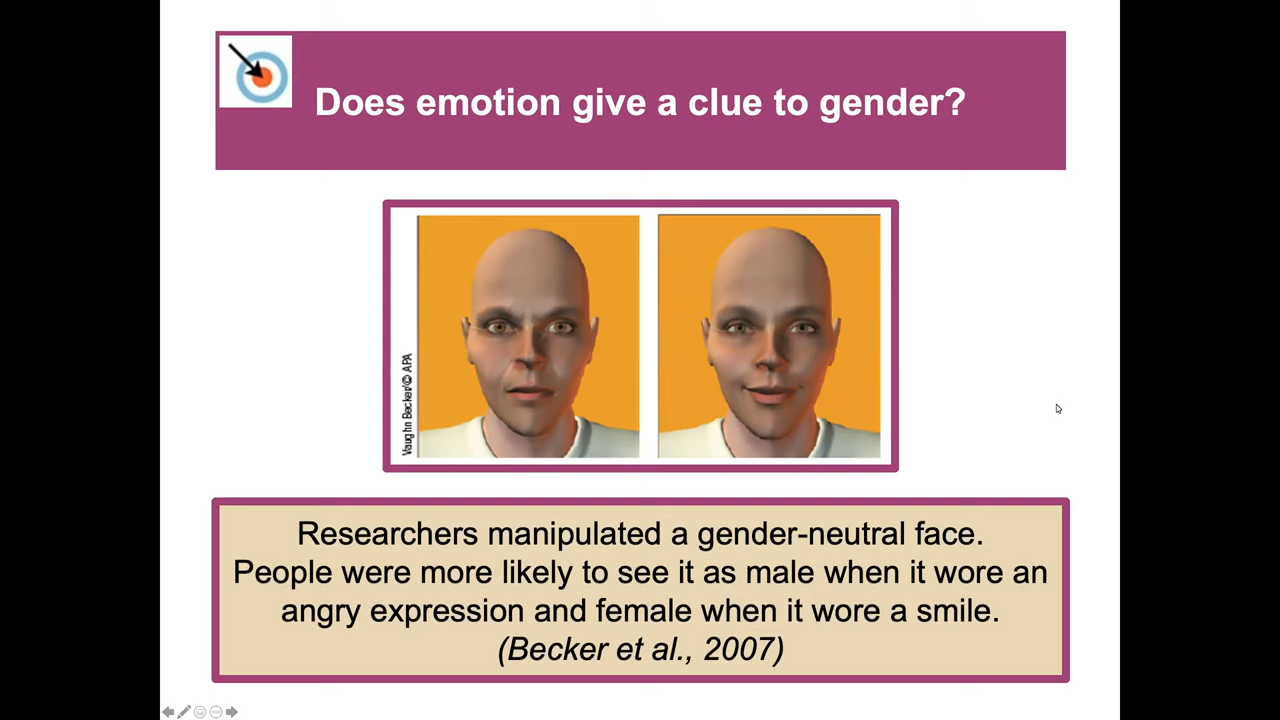 Does emotion give a clue to gender?
Vaughn Becker/© APA
Researchers manipulated a gender-neutral face.
People were more likely to see it as male when it wore an
angry expression and female when it wore a smile.
(Becker et al., 2007)